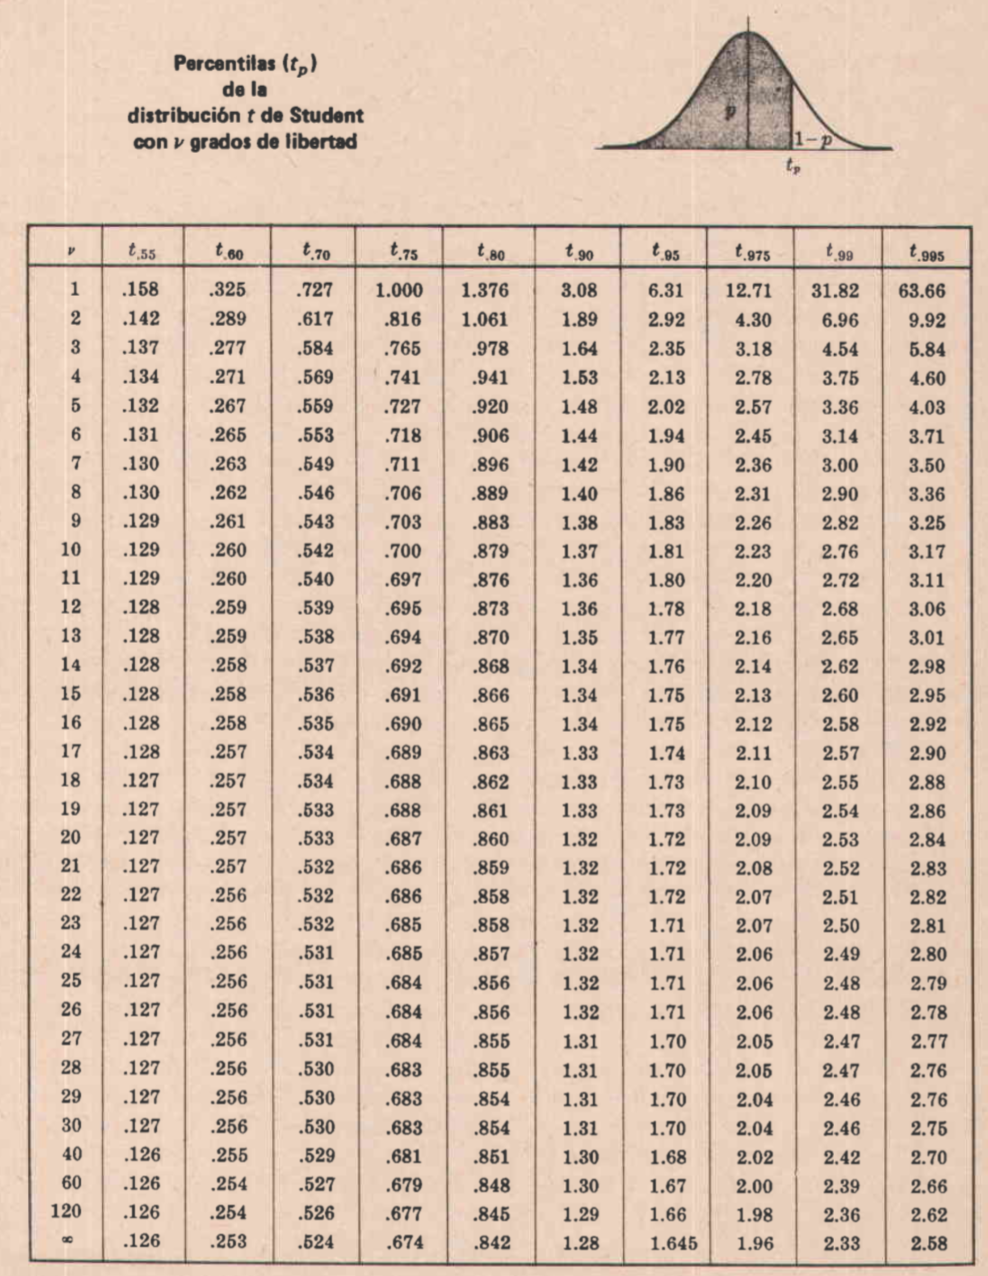 Percentilas (tp)
de la
distribución t de Student
con ν grados de libertad
p
1−p
tp
ν t.55 t.60 t.70 t.75 t.80 t.90 t.95 t.975 t.99 t.995
1 .158 .325 .727 1.000 1.376 3.08 6.31 12.71 31.82 63.66
2 .142 .289 .617 .816 1.061 1.89 2.92 4.30 6.96 9.92
3 .137 .277 .584 .765 .978 1.64 2.35 3.18 4.54 5.84
4 .134 .271 .569 .741 .941 1.53 2.13 2.78 3.75 4.60
5 .132 .267 .559 .727 .920 1.48 2.02 2.57 3.36 4.03
6 .131 .265 .553 .718 .906 1.44 1.94 2.45 3.14 3.71
7 .130 .263 .549 .711 .896 1.42 1.90 2.36 3.00 3.50
8 .130 .262 .546 .706 .889 1.40 1.86 2.31 2.90 3.36
9 .129 .261 .543 .703 .883 1.38 1.83 2.26 2.82 3.25
10 .129 .260 .542 .700 .879 1.37 1.81 2.23 2.76 3.17
11 .129 .260 .540 .697 .876 1.36 1.80 2.20 2.72 3.11
12 .128 .259 .539 .695 .873 1.36 1.78 2.18 2.68 3.06
13 .128 .259 .538 .694 .870 1.35 1.77 2.16 2.65 3.01
14 .128 .258 .537 .692 .868 1.34 1.76 2.14 2.62 2.98
15 .128 .258 .536 .691 .866 1.34 1.75 2.13 2.60 2.95
16 .128 .258 .535 .690 .865 1.34 1.75 2.12 2.58 2.92
17 .128 .257 .534 .689 .863 1.33 1.74 2.11 2.57 2.90
18 .127 .257 .534 .688 .862 1.33 1.73 2.10 2.55 2.88
19 .127 .257 .533 .688 .861 1.33 1.73 2.09 2.54 2.86
20 .127 .257 .533 .687 .860 1.32 1.72 2.09 2.53 2.84
21 .127 .257 .532 .686 .859 1.32 1.72 2.08 2.52 2.83
22 .127 .256 .532 .686 .858 1.32 1.72 2.07 2.51 2.82
23 .127 .256 .532 .685 .858 1.32 1.71 2.07 2.50 2.81
24 .127 .256 .531 .685 .857 1.32 1.71 2.06 2.49 2.80
25 .127 .256 .531 .684 .856 1.32 1.71 2.06 2.48 2.79
26 .127 .256 .531 .684 .856 1.32 1.71 2.06 2.48 2.78
27 .127 .256 .531 .684 .855 1.31 1.70 2.05 2.47 2.77
28 .127 .256 .530 .683 .855 1.31 1.70 2.05 2.47 2.76
29 .127 .256 .530 .683 .854 1.31 1.70 2.04 2.46 2.76
30 .127 .256 .530 .683 .854 1.31 1.70 2.04 2.46 2.75
40 .126 .255 .529 .681 .851 1.30 1.68 2.02 2.42 2.70
60 .126 .254 .527 .679 .848 1.30 1.67 2.00 2.39 2.66
120 .126 .254 .526 .677 .845 1.29 1.66 1.98 2.36 2.62
∞ .126 .253 .524 .674 .842 1.28 1.645 1.96 2.33 2.58